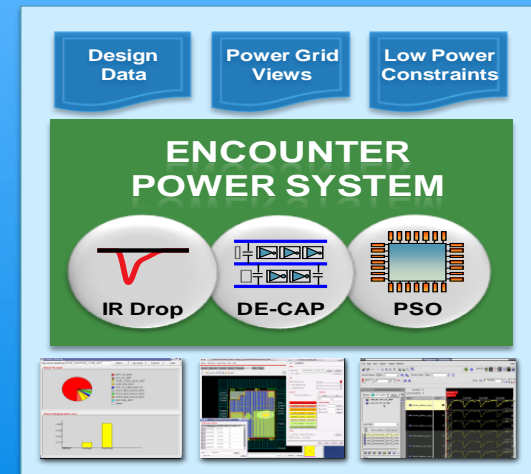 Design
Data
Power Grid
Views
Low Power
Constraints
ENCOUNTER
POWER SYSTEM
IR Drop
DE-CAP
PSO